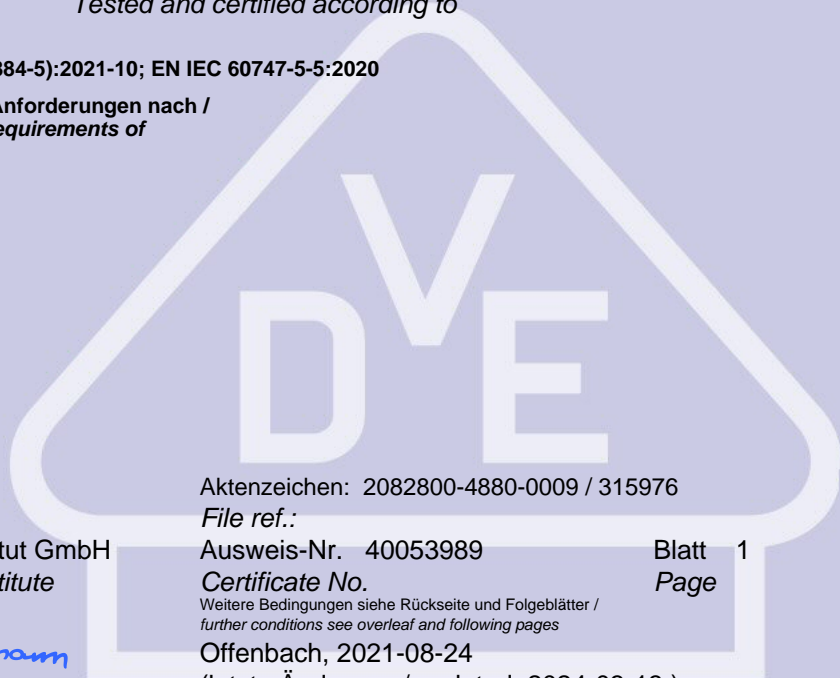 Tested and certified according to
884-5):2021-10; EN IEC 60747-5-5:2020
Anforderungen nach /
equirements of
DVE
Aktenzeichen: 2082800-4880-0009 / 315976
File ref.:
tut GmbH
titute
Ausweis-Nr. 40053989 Blatt 1
Certificate No. Page
Weitere Bedingungen siehe Rückseite und Folgeblätter /
further conditions see overleaf and following pages
Offenbach, 2021-08-24